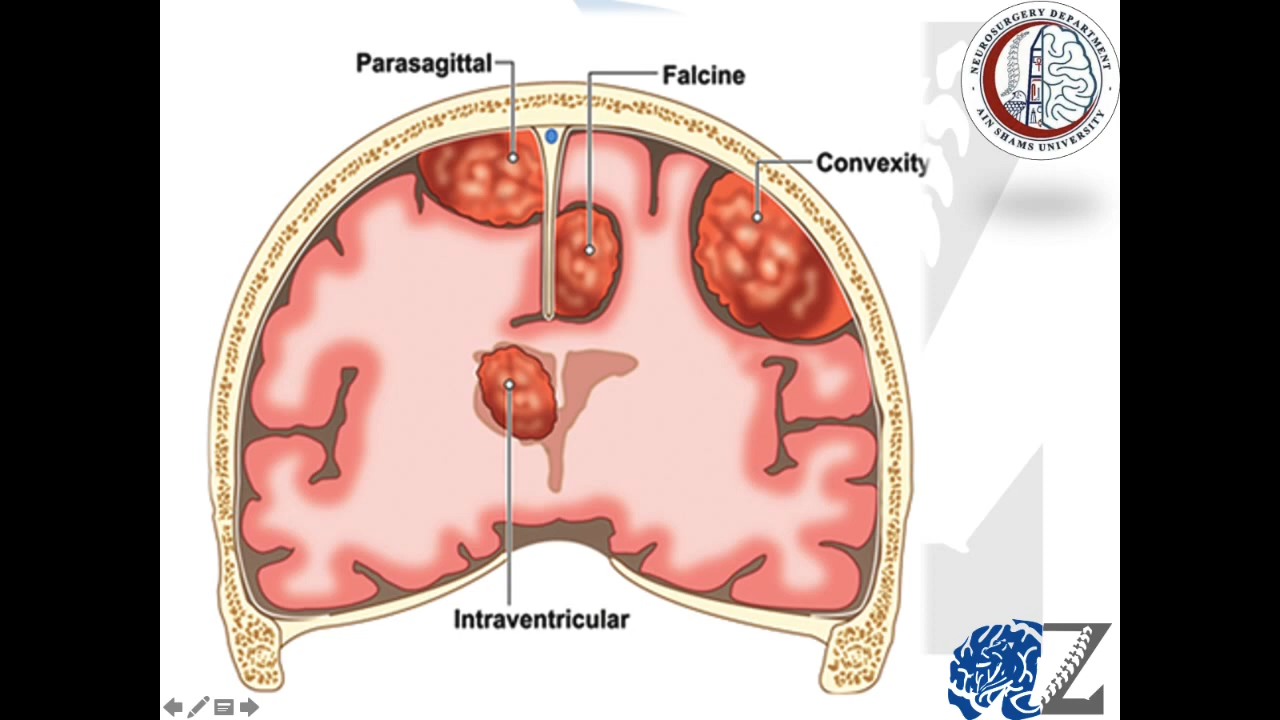 Parasagittal
Falcine
Convexity
Intraventricular
NEUROSURGERY DEPARTMENT
AIN SHAMS UNIVERSITY
Z